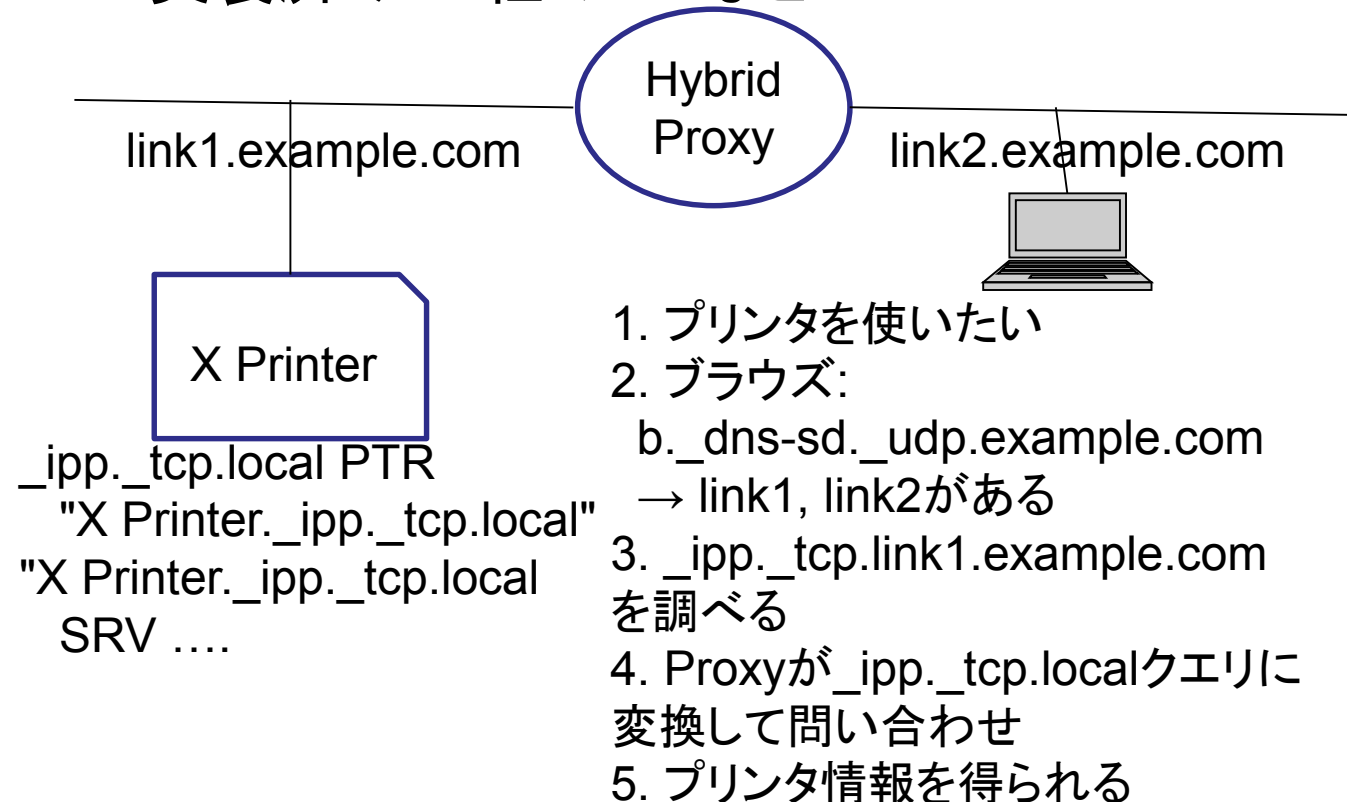 Hybrid
Proxy
link1.example.com
link2.example.com
X Printer
_ipp._tcp.local PTR
"X Printer._ipp._tcp.local"
"X Printer._ipp._tcp.local
SRV ….
1. プリンタを使いたい
2. ブラウズ:
b._dns-sd._udp.example.com
→ link1, link2がある
3. _ipp._tcp.link1.example.com
を調べる
4. Proxyが_ipp._tcp.localクエリに
変換して問い合わせ
5. プリンタ情報を得られる